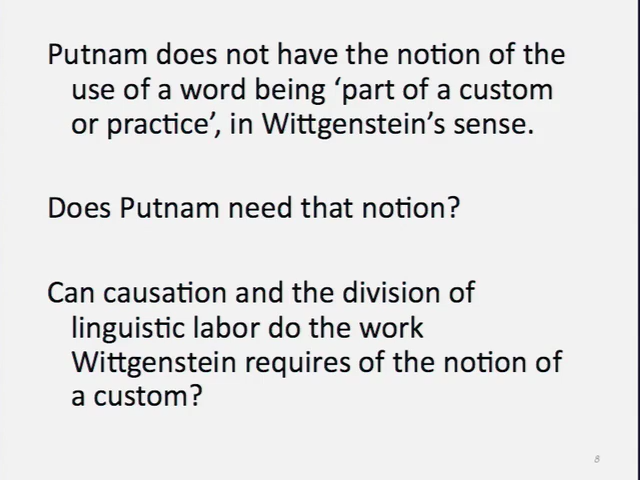 Putnam does not have the notion of the
use of a word being ‘part of a custom
or practice’, in Wittgenstein’s sense.
Does Putnam need that notion?
Can causation and the division of
linguistic labor do the work
Wittgenstein requires of the notion of
a custom?
8